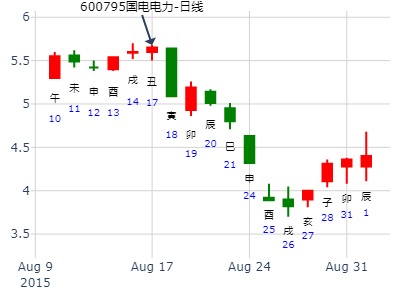 600795国电电力-日线
6
5.5
5
4.5
4
3.5
午
10
未
11
申
12
酉
13
戌
14
丑
17
寅
18
卯
19
辰
20
巳
21
申
24
酉
25
戌
26
亥
27
子
28
卯
31
辰
1
Aug 9
2015
Aug 17
Aug 24
Aug 31